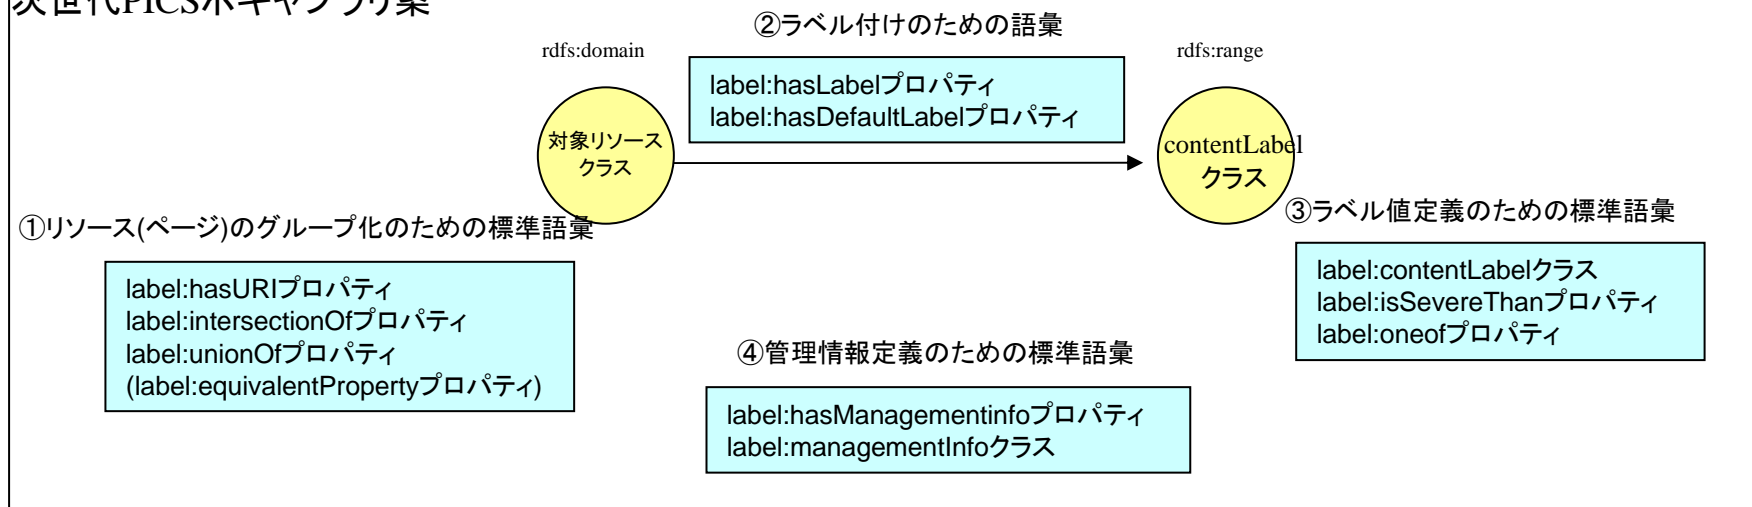 次世代PICSボキャブラリ集
②ラベル付けのための語彙
rdfs:domain
rdfs:range
label:hasLabelプロパティ
label:hasDefaultLabelプロパティ
対象リソース
クラス
contentLabel
クラス
①リソース(ページ)のグループ化のための標準語彙
③ラベル値定義のための標準語彙
label:hasURIプロパティ
label:intersectionOfプロパティ
label:unionOfプロパティ
(label:equivalentPropertyプロパティ)
label:contentLabelクラス
label:isSevereThanプロパティ
label:oneofプロパティ
④管理情報定義のための標準語彙
label:hasManagementinfoプロパティ
label:managementInfoクラス